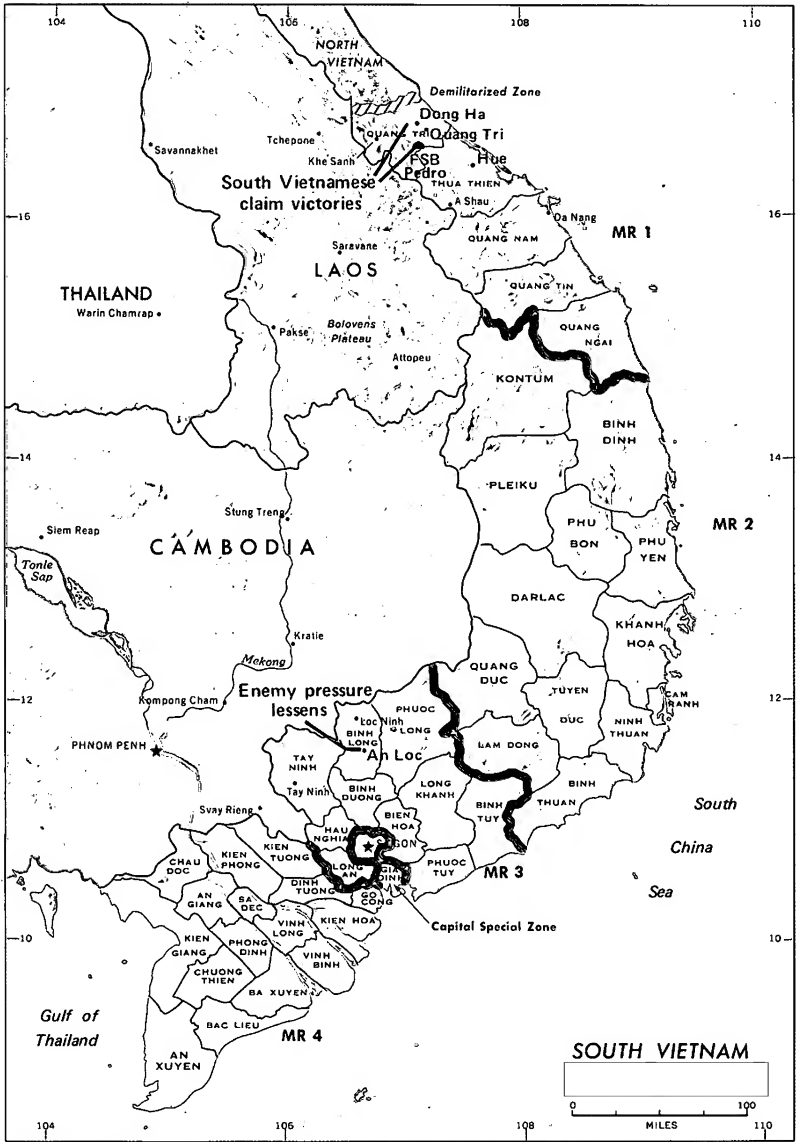 104
106
108
110
NORTH
VIETNAM
Demilitarized Zone
Dong Ha
QUANG TRI
Quang Tri
Tchepone
Khe Sanh
FSB
Pedro
Hue
Savannakhet
South Vietnamese
claim victories
THUA THIEN
A Shau
16
16
Da Nang
MR 1
QUANG NAM
Saravane
LAOS
THAILAND
Warin Chamrap
QUANG TIN
Pakse
Bolovens
Plateau
QUANG
NGAI
Attopeu
KONTUM
BINH
DINH
14
14
PLEIKU
Stung Treng
Siem Reap
CAMBODIA
PHU
BON
MR 2
PHU
YEN
Tonle
Sap
DARLAC
KHANH
HOA
Kratie
Mekong
QUANG
DUC
Enemy pressure
lessens
Kompong Cham
12
12
TUYEN
DUC
CAM
RANH
PHUOC
LONG
Loc Ninh
BINH
LONG
NINH
THUAN
PHNOM PENH
An Loc
LAM DONG
TAY
NINH
Tay Ninh
BINH
DUONG
LONG
KHANH
BINH
TUY
BINH
THUAN
Svay Rieng
BIEN
HOA
South
China
Sea
HAU
NGHIA
SAIGON
KIEN
TUONG
KIEN
PHONG
CHAU
DOC
LONG
AN
GIA
DINH
PHUOC
TUY
MR 3
DINH
TUONG
GO
CONG
AN
GIANG
SA
DEC
Capital Special Zone
VINH
LONG
KIEN HOA
10
10
KIEN
GIANG
PHONG
DINH
VINH
BINH
CHUONG
THIEN
BA XUYEN
Gulf of
Thailand
BAC LIEU
MR 4
AN
XUYEN
SOUTH VIETNAM
0
100
MILES
104
106
108
110